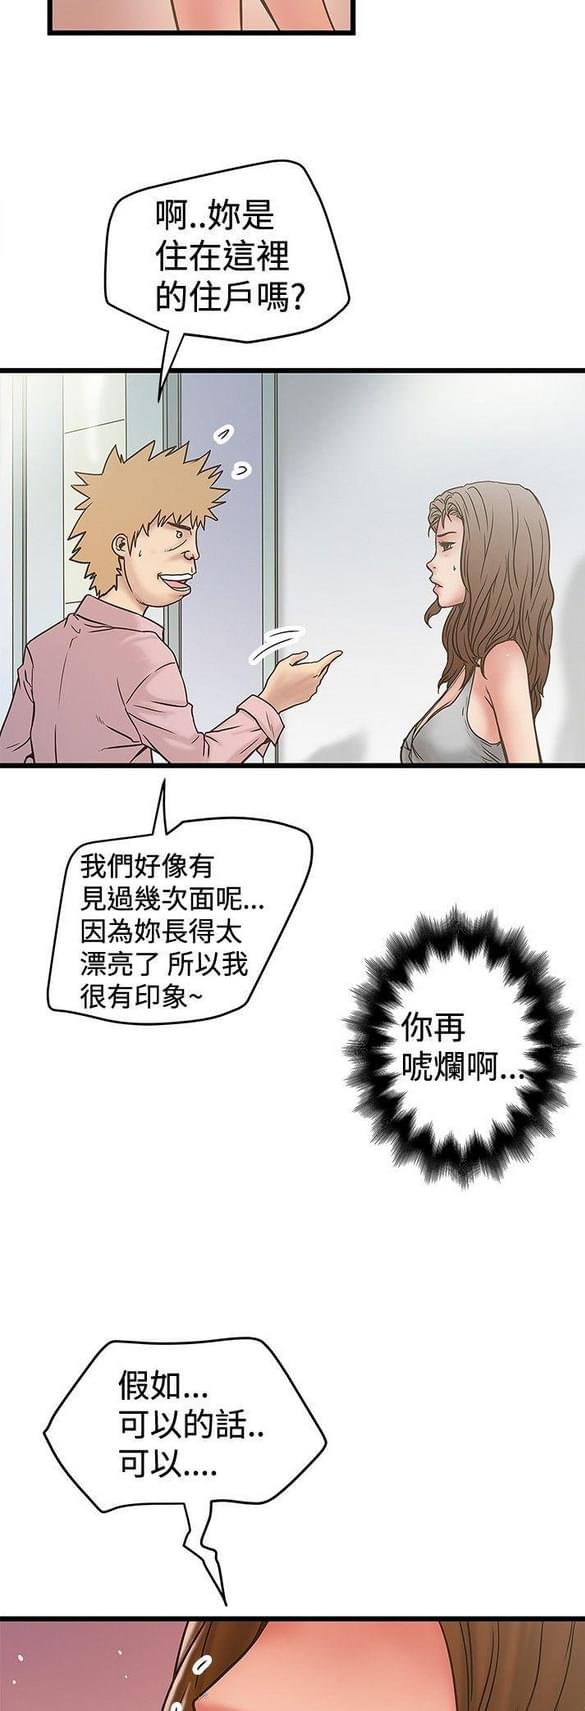 啊..妳是
住在這裡
的住戶嗎?
我們好像有
見過幾次面呢...
因為妳長得太
漂亮了 所以我
很有印象~
你再
唬爛啊...
假如...
可以的話..
可以....